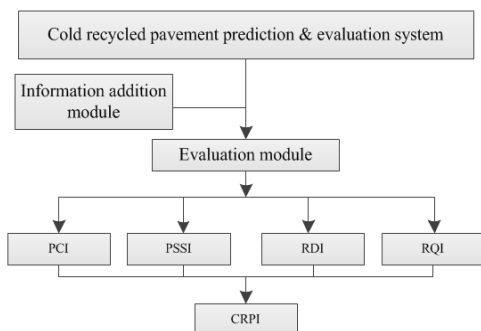 Cold recycled pavement prediction & evaluation system
Information addition
module
Evaluation module
PCI
PSSI
RDI
RQI
CRPI